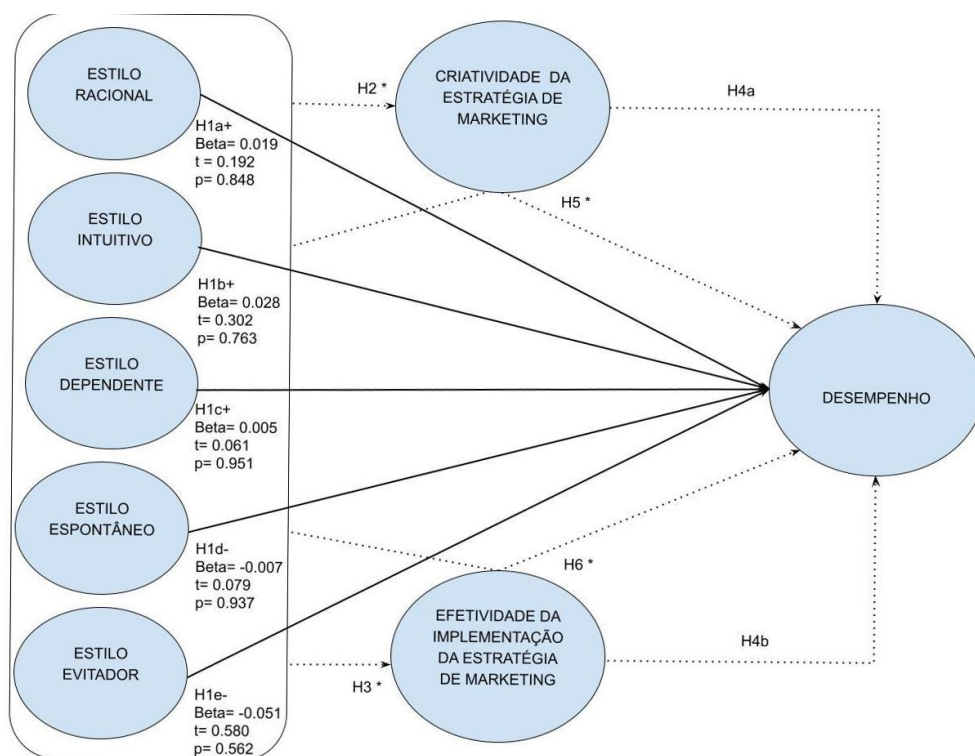 ESTILO
RACIONAL
H1a+
Beta= 0.019
t = 0.192
p= 0.848
ESTILO
INTUITIVO
H1b+
Beta= 0.028
t= 0.302
p= 0.763
ESTILO
DEPENDENTE
H1c+
Beta= 0.005
t= 0.061
p= 0.951
ESTILO
ESPONTÂNEO
H1d-
Beta= -0.007
t= 0.079
p= 0.937
ESTILO
EVITADOR
H1e-
Beta= -0.051
t= 0.580
p= 0.562
H2 *
CRIATIVIDADE DA
ESTRATÉGIA DE
MARKETING
H4a
H5 *
DESEMPENHO
H6 *
EFETIVIDADE DA
IMPLEMENTAÇÃO
DA ESTRATÉGIA
DE MARKETING
H3 *
H4b